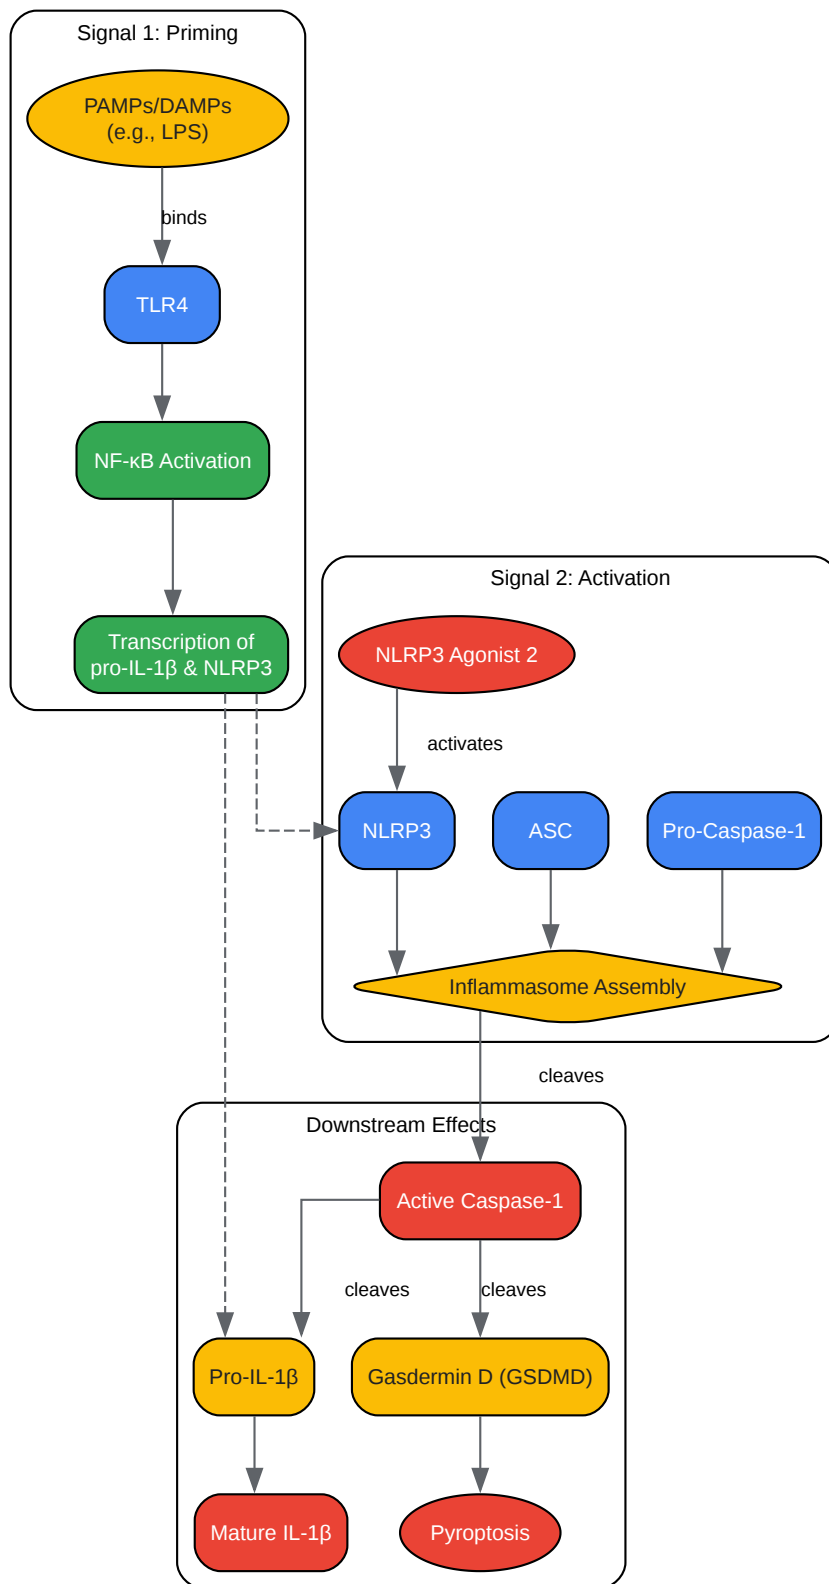 Signal 1: Priming
PAMPs/DAMPs
(e.g., LPS)
binds
TLR4
NF-κB Activation
Transcription of
pro-IL-1β & NLRP3
Signal 2: Activation
NLRP3 Agonist 2
activates
NLRP3
ASC
Pro-Caspase-1
Inflammasome Assembly
cleaves
Downstream Effects
Active Caspase-1
cleaves
cleaves
Pro-IL-1β
Gasdermin D (GSDMD)
Mature IL-1β
Pyroptosis